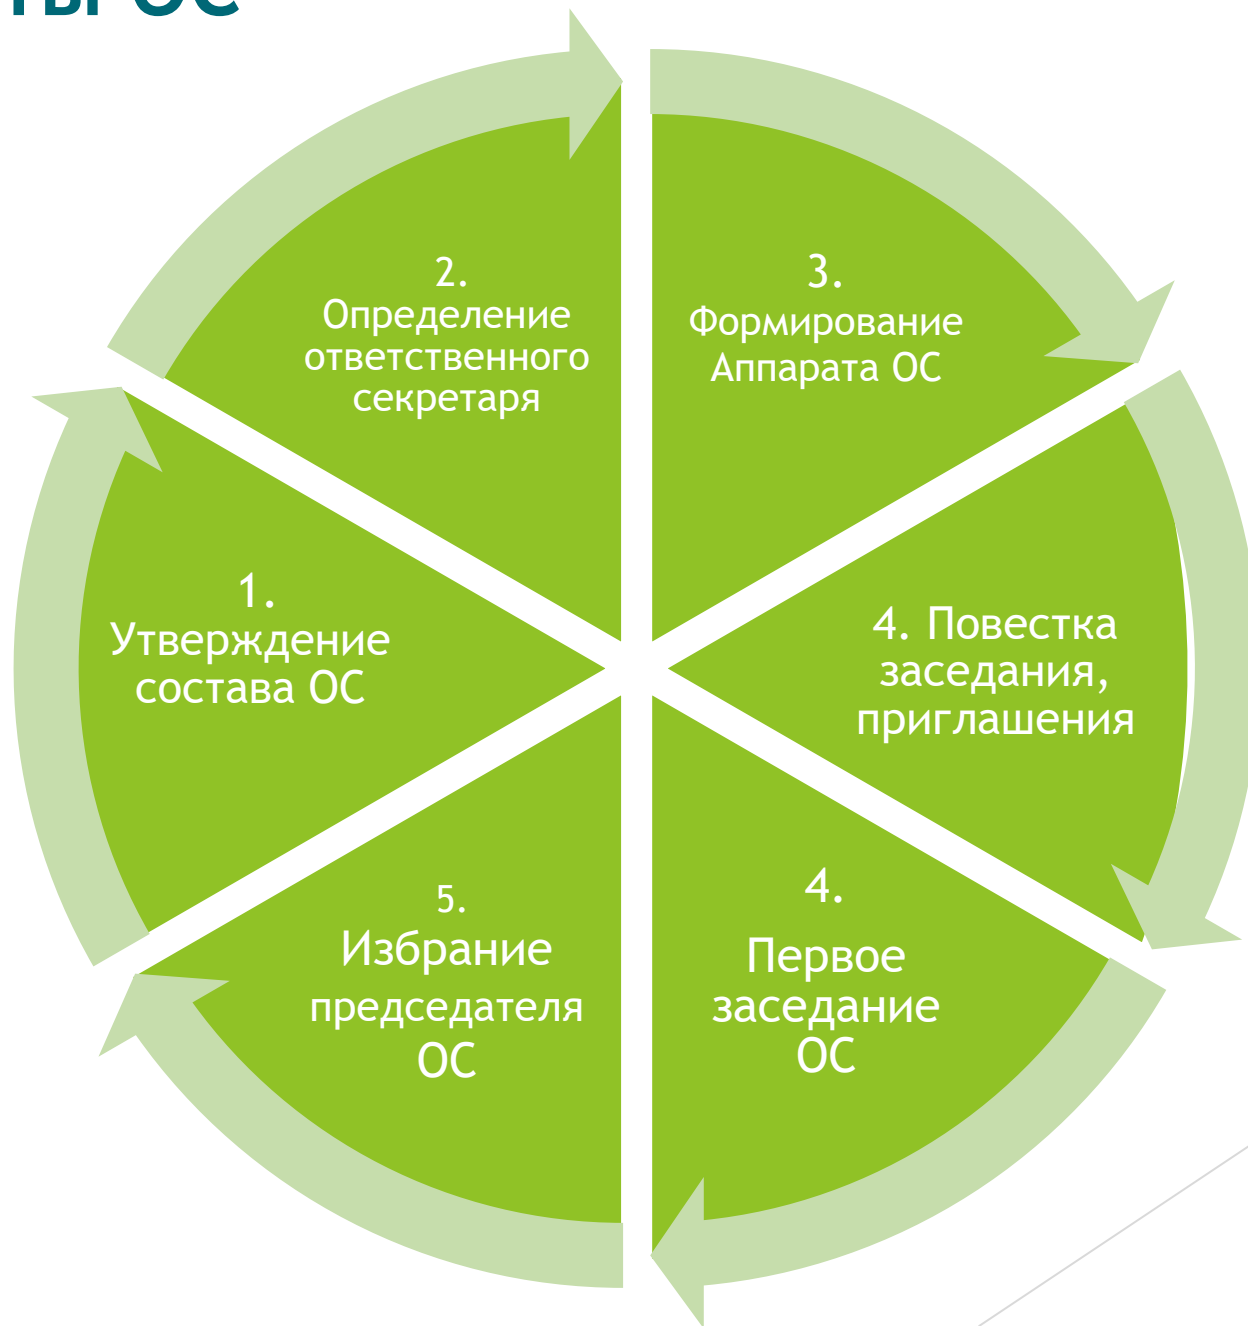 ОС
2.
Определение
ответственного
секретаря
3.
Формирование
Аппарата ОС
1.
Утверждение
состава ОС
4. Повестка
заседания,
приглашения
5.
Избрание
председателя
ОС
4.
Первое
заседание
ОС